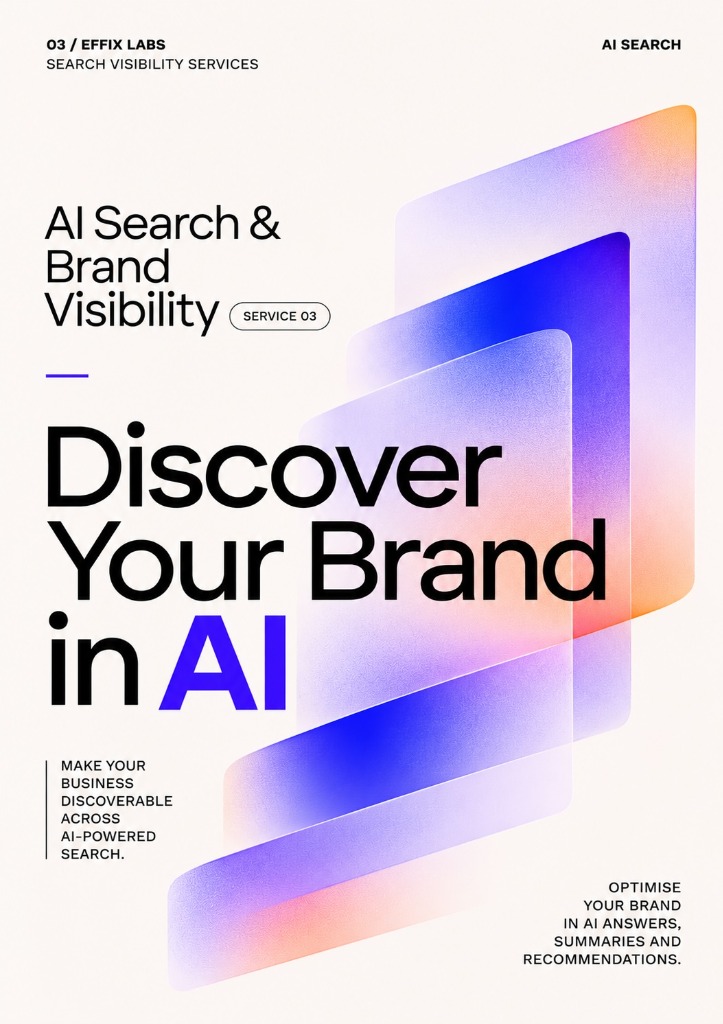 03 / EFFIX LABS
SEARCH VISIBILITY SERVICES
AI SEARCH
AI Search &
Brand
Visibility
SERVICE 03
Discover
Your Brand
in AI
MAKE YOUR
BUSINESS
DISCOVERABLE
ACROSS
AI-POWERED
SEARCH.
OPTIMISE
YOUR BRAND
IN AI ANSWERS,
SUMMARIES AND
RECOMMENDATIONS.